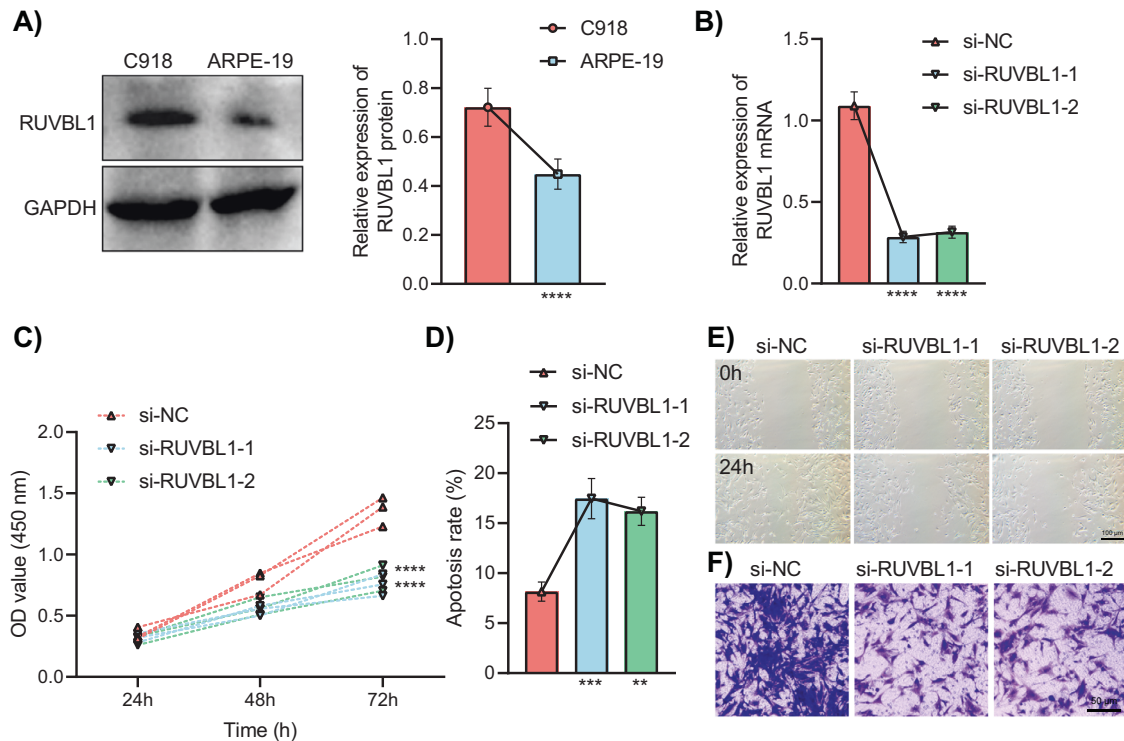 A)
C918 ARPE-19
RUVBL1
GAPDH
Relative expression of
RUVBL1 protein
1.0
0.8
0.6
0.4
0.2
0.0
C918
ARPE-19
****
B)
Relative expression of
RUVBL1 mRNA
1.5
1.0
0.5
0.0
si-NC
si-RUVBL1-1
si-RUVBL1-2
**** ****
C)
si-NC
si-RUVBL1-1
si-RUVBL1-2
OD value (450 nm)
2.0
1.5
1.0
0.5
0.0
****
****
24h 48h 72h
Time (h)
D)
si-NC
si-RUVBL1-1
si-RUVBL1-2
Apotosis rate (%)
25
20
15
10
5
0
*** **
E)
si-NC si-RUVBL1-1 si-RUVBL1-2
0h
24h
100 μm
F)
si-NC si-RUVBL1-1 si-RUVBL1-2
50 μm